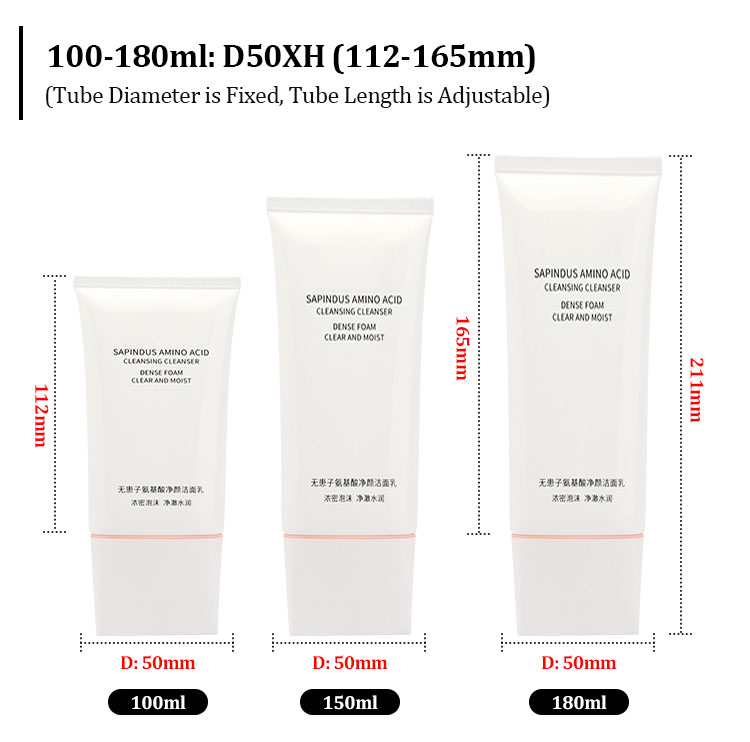 100-180ml: D50XH (112-165mm)
(Tube Diameter is Fixed, Tube Length is Adjustable)
112mm
SAPINDUS AMINO ACID
CLEANSING CLEANSER
DENSE FOAM
CLEAR AND MOIST
无患子氨基酸净颜洁面乳
浓密泡沫 净澈水润
D: 50mm
100ml
SAPINDUS AMINO ACID
CLEANSING CLEANSER
DENSE FOAM
CLEAR AND MOIST
无患子氨基酸净颜洁面乳
浓密泡沫 净澈水润
D: 50mm
150ml
165mm
SAPINDUS AMINO ACID
CLEANSING CLEANSER
DENSE FOAM
CLEAR AND MOIST
无患子氨基酸净颜洁面乳
浓密泡沫 净澈水润
211mm
D: 50mm
180ml